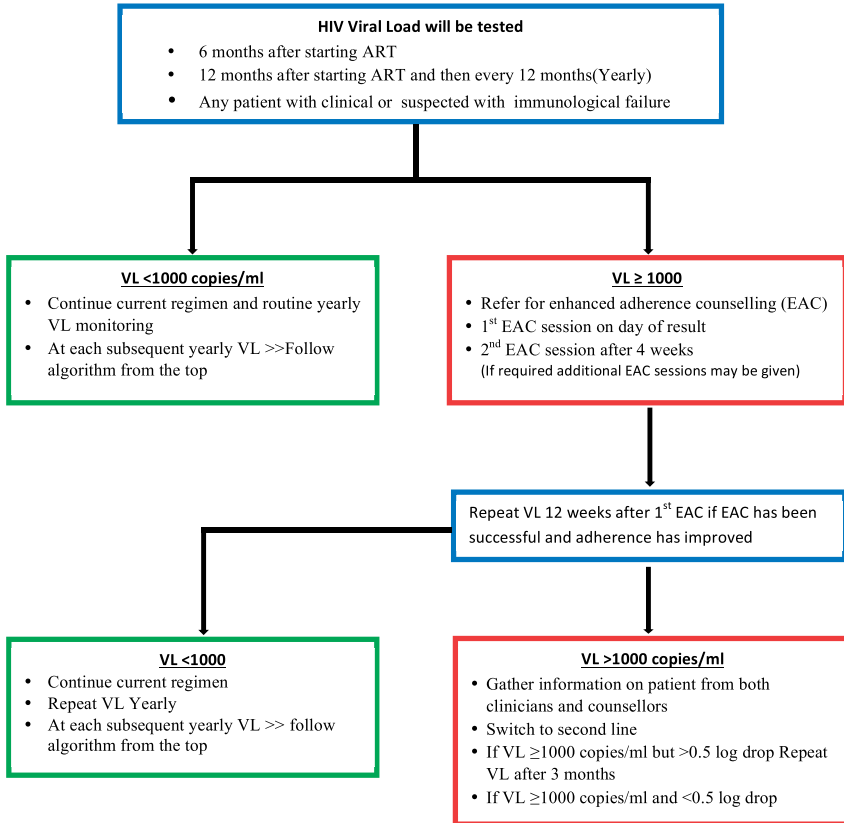 HIV Viral Load will be tested
• 6 months after starting ART
• 12 months after starting ART and then every 12 months(Yearly)
• Any patient with clinical or suspected with immunological failure
VL <1000 copies/ml
• Continue current regimen and routine yearly
VL monitoring
• At each subsequent yearly VL >>Follow
algorithm from the top
VL ≥ 1000
• Refer for enhanced adherence counselling (EAC)
• 1st EAC session on day of result
• 2nd EAC session after 4 weeks
(If required additional EAC sessions may be given)
Repeat VL 12 weeks after 1st EAC if EAC has been
successful and adherence has improved
VL <1000
• Continue current regimen
• Repeat VL Yearly
• At each subsequent yearly VL >> follow
algorithm from the top
VL >1000 copies/ml
• Gather information on patient from both
clinicians and counsellors
• Switch to second line
• If VL ≥1000 copies/ml but >0.5 log drop Repeat
VL after 3 months
• If VL ≥1000 copies/ml and <0.5 log drop